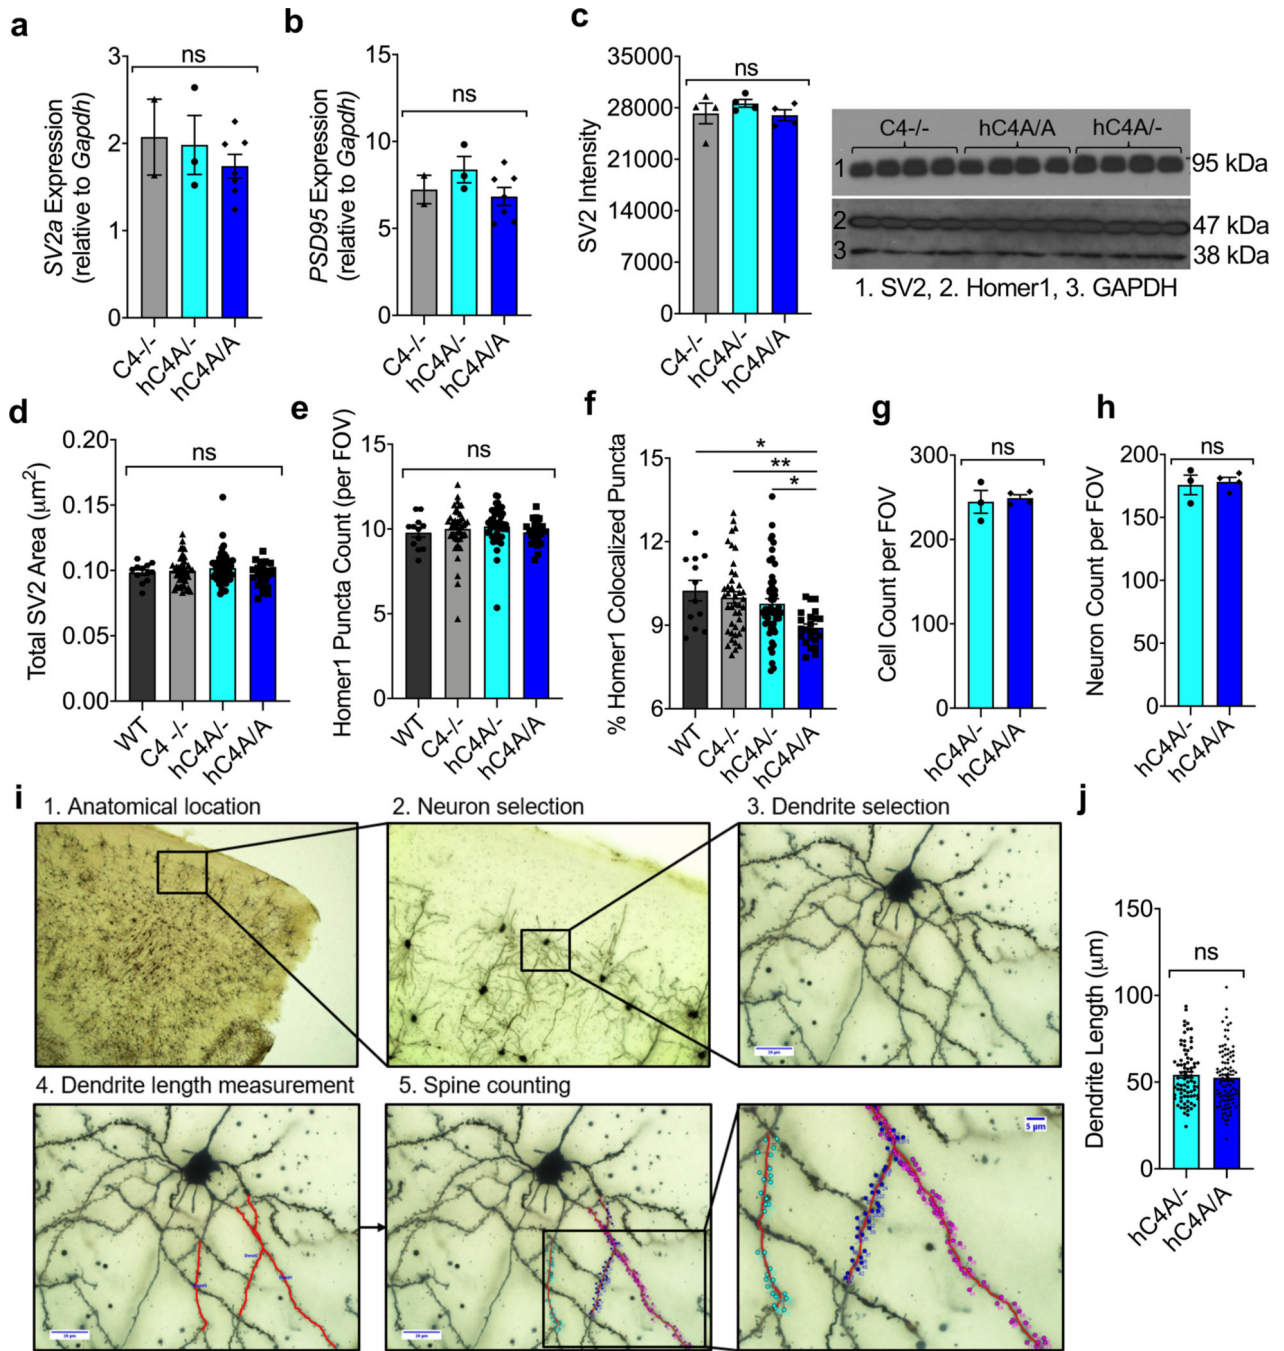 a
SV2a Expression
(relative to Gapdh)
3
2
1
0
ns
C4-/-
hC4A/-
hC4A/A
b
PSD95 Expression
(relative to Gapdh)
15
10
5
0
ns
C4-/-
hC4A/-
hC4A/A
c
SV2 Intensity
35000
28000
21000
14000
7000
0
ns
C4-/-
hC4A/-
hC4A/A
C4-/- hC4A/A hC4A/-
1 95 kDa
2 47 kDa
3 38 kDa
1. SV2, 2. Homer1, 3. GAPDH
d
Total SV2 Area (μm²)
0.20
0.15
0.10
0.05
0.00
ns
WT
C4 -/-
hC4A/-
hC4A/A
e
Homer1 Puncta Count (per FOV)
15
10
5
0
ns
WT
C4-/-
hC4A/-
hC4A/A
f
% Homer1 Colocalized Puncta
15
12
9
6
*
**
*
WT
C4-/-
hC4A/-
hC4A/A
g
Cell Count per FOV
300
200
100
0
ns
hC4A/-
hC4A/A
h
Neuron Count per FOV
200
150
100
50
0
ns
hC4A/-
hC4A/A
i
1. Anatomical location
2. Neuron selection
3. Dendrite selection
4. Dendrite length measurement
5. Spine counting
5 μm
j
Dendrite Length (μm)
150
100
50
0
ns
hC4A/-
hC4A/A